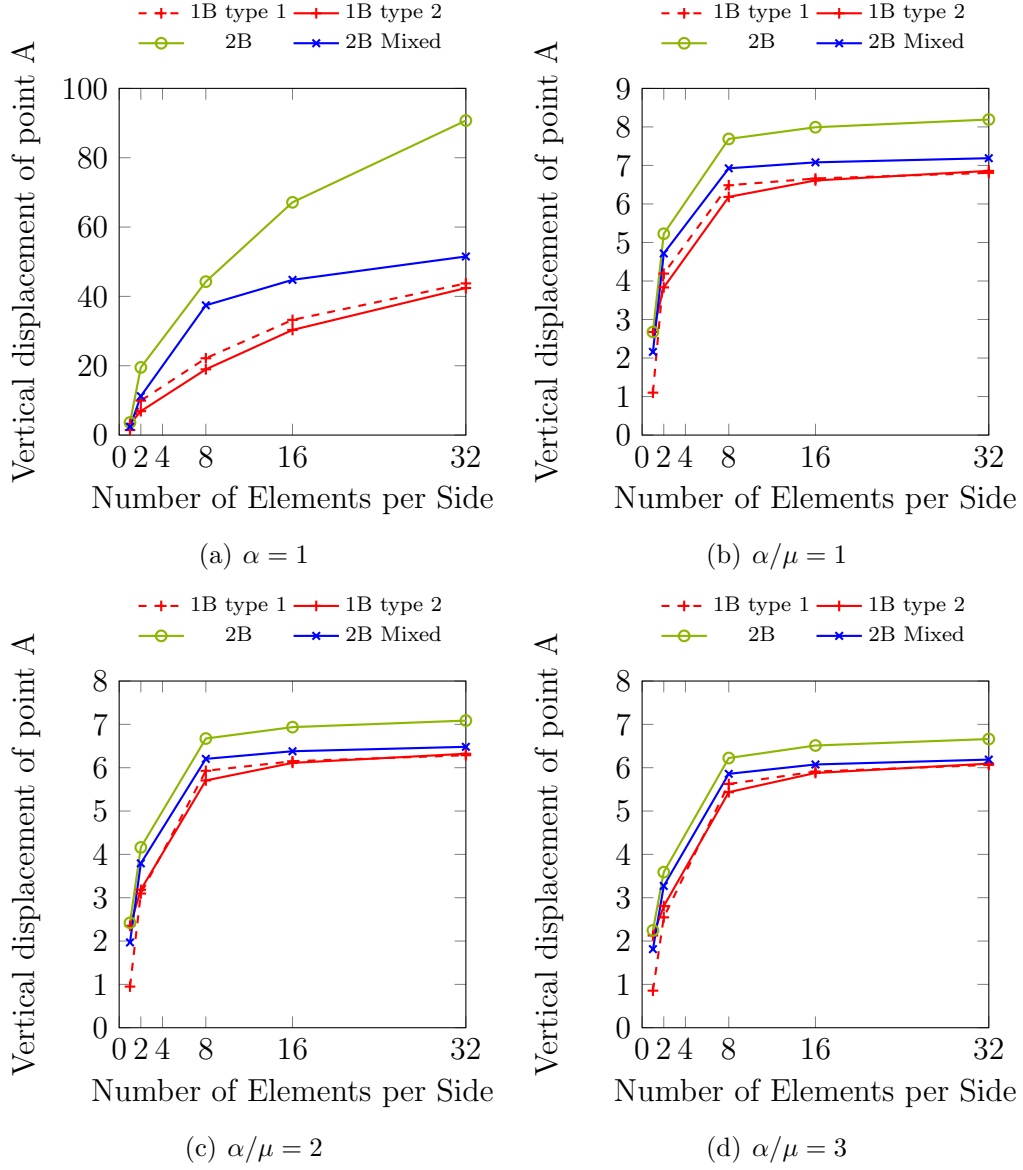 1B type 1 1B type 2
2B 2B Mixed
Vertical displacement of point A
100
80
60
40
20
0
0 2 4 8 16 32
Number of Elements per Side
(a) α = 1
1B type 1 1B type 2
2B 2B Mixed
Vertical displacement of point A
9
8
7
6
5
4
3
2
1
0
0 2 4 8 16 32
Number of Elements per Side
(b) α/μ = 1
1B type 1 1B type 2
2B 2B Mixed
Vertical displacement of point A
8
7
6
5
4
3
2
1
0
0 2 4 8 16 32
Number of Elements per Side
(c) α/μ = 2
1B type 1 1B type 2
2B 2B Mixed
Vertical displacement of point A
8
7
6
5
4
3
2
1
0
0 2 4 8 16 32
Number of Elements per Side
(d) α/μ = 3